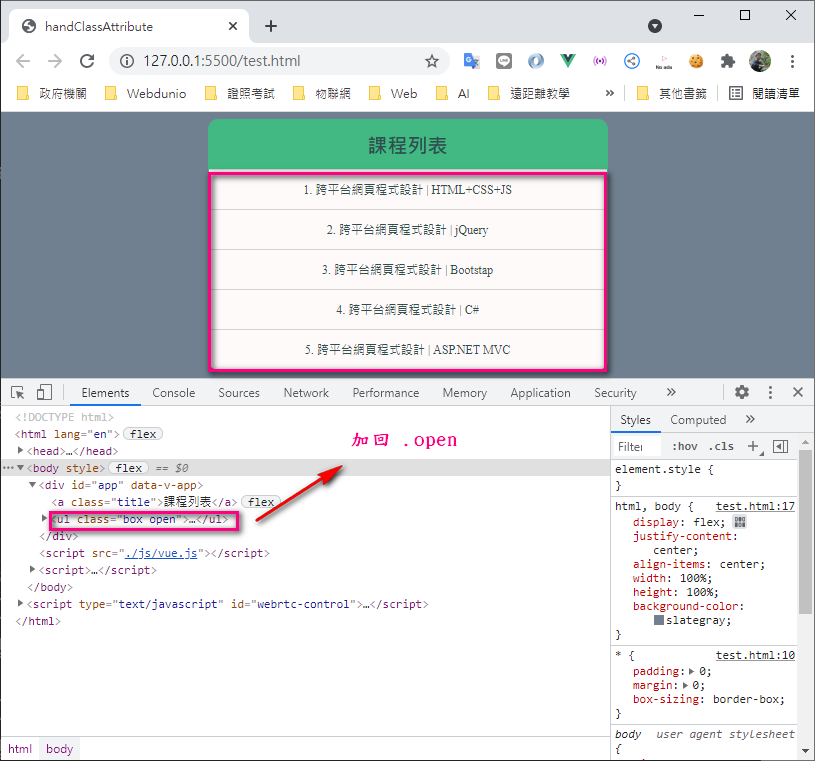 handClassAttribute
127.0.0.1:5500/test.html
政府機關 Webdunio 證照考試 物聯網 Web AI 遠距離教學 » 其他書籤 閱讀清單
課程列表
1. 跨平台網頁程式設計 | HTML+CSS+JS
2. 跨平台網頁程式設計 | jQuery
3. 跨平台網頁程式設計 | Bootstap
4. 跨平台網頁程式設計 | C#
5. 跨平台網頁程式設計 | ASP.NET MVC
Elements Console Sources Network Performance Memory Application Security »
<!DOCTYPE html>
<html lang="en"> flex
<head>…</head>
<body style> flex == $0
<div id="app" data-v-app>
<a class="title">課程列表</a> flex
<ul class="box open">…</ul>
</div>
<script src="./js/vue.js"></script>
<script>…</script>
</body>
<script type="text/javascript" id="webrtc-control">…</script>
</html>
加回 .open
html body
Styles Computed »
Filter :hov .cls +
element.style {
}
html, body { test.html:17
display: flex;
justify-content:
center;
align-items: center;
width: 100%;
height: 100%;
background-color:
slategray;
}
* { test.html:10
padding: 0;
margin: 0;
box-sizing: border-box;
}
body user agent stylesheet
{